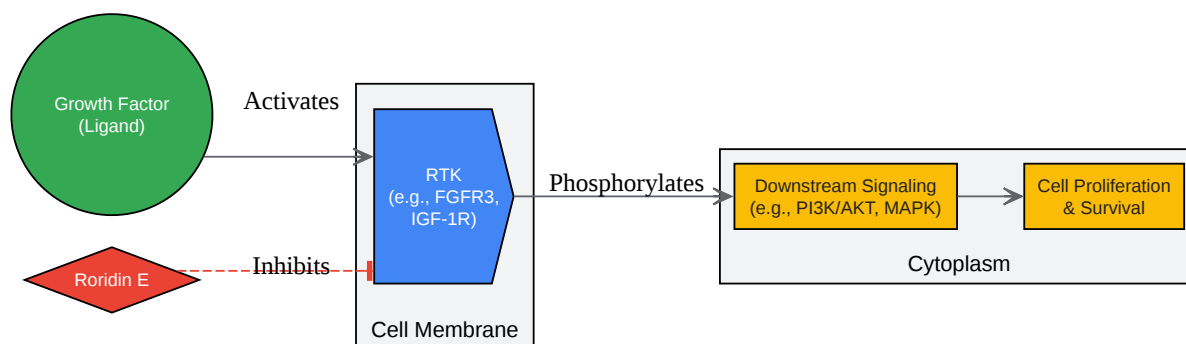 Growth Factor
(Ligand)
Activates
RTK
(e.g., FGFR3,
IGF-1R)
Phosphorylates
Downstream Signaling
(e.g., PI3K/AKT, MAPK)
Cell Proliferation
& Survival
Roridin E
Inhibits
Cytoplasm
Cell Membrane